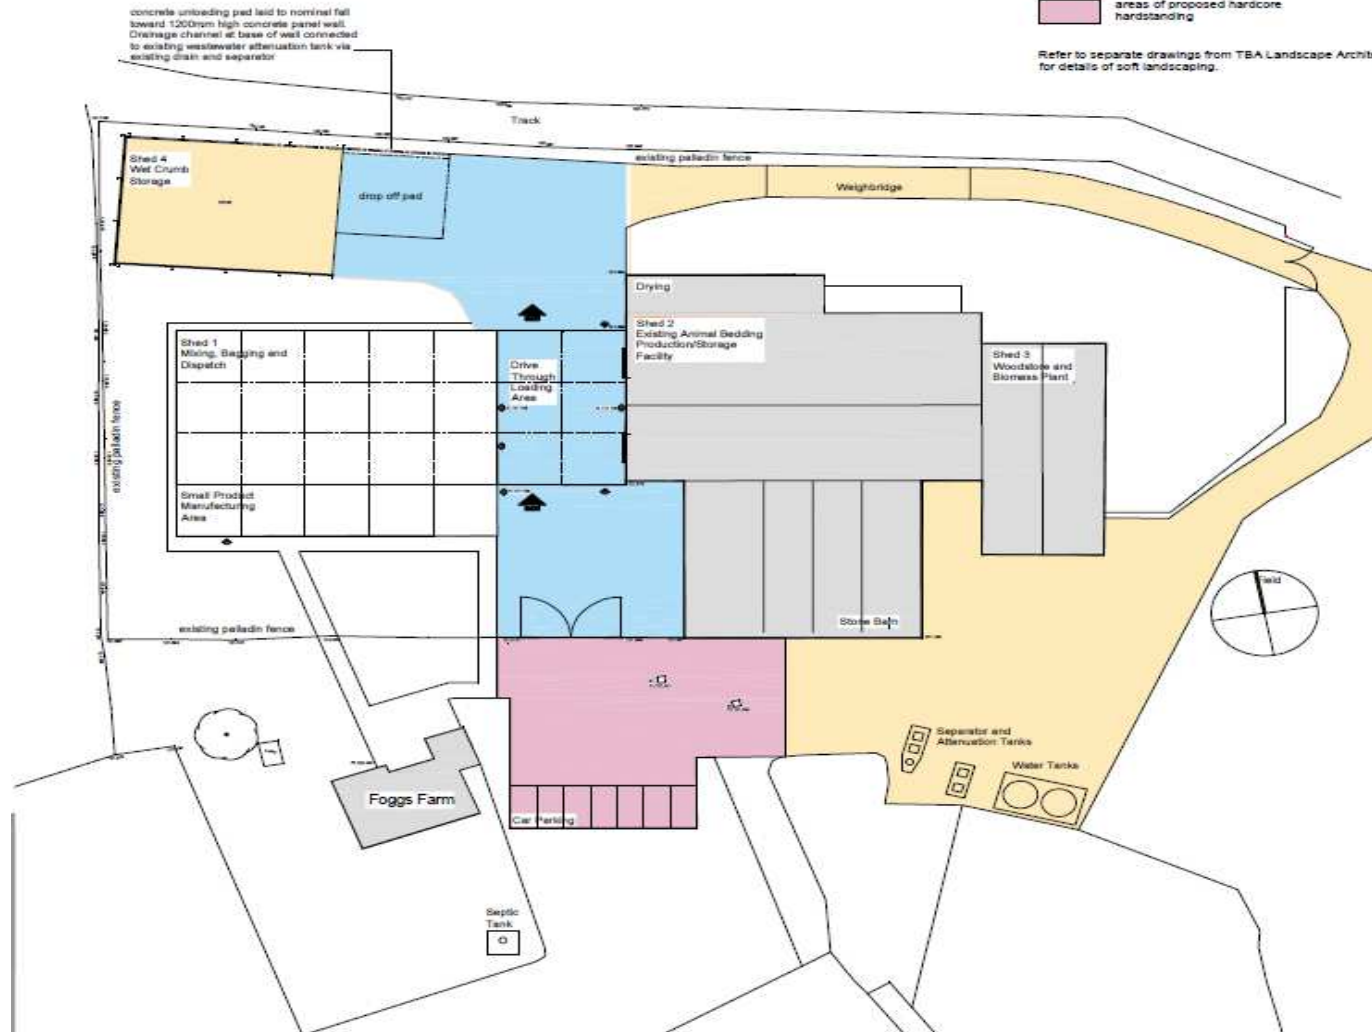 concrete unloading pad laid to nominal fall
toward 1200mm high concrete panel wall.
Drainage channel at base of wall connected
to existing wastewater attenuation tank via
existing drain and separator
areas of proposed hardcore
hardstanding
Refer to separate drawings from TBA Landscape Archit
for details of soft landscaping.
Track
existing palladin fence
Shed 4
Wet Crumb
Storage
drop off pad
Weighbridge
Drying
Shed 1
Mixing, Bagging and
Dispatch
Drive
Through
Loading
Area
Shed 2
Existing Animal Bedding
Production/Storage
Facility
Shed 3
Woodstore and
Biomass Plant
existing palladin fence
Small Product
Manufacturing
Area
Field
existing palladin fence
Stone Barn
Separator and
Attenuation Tanks
Water Tanks
Foggs Farm
Car Parking
Septic
Tank